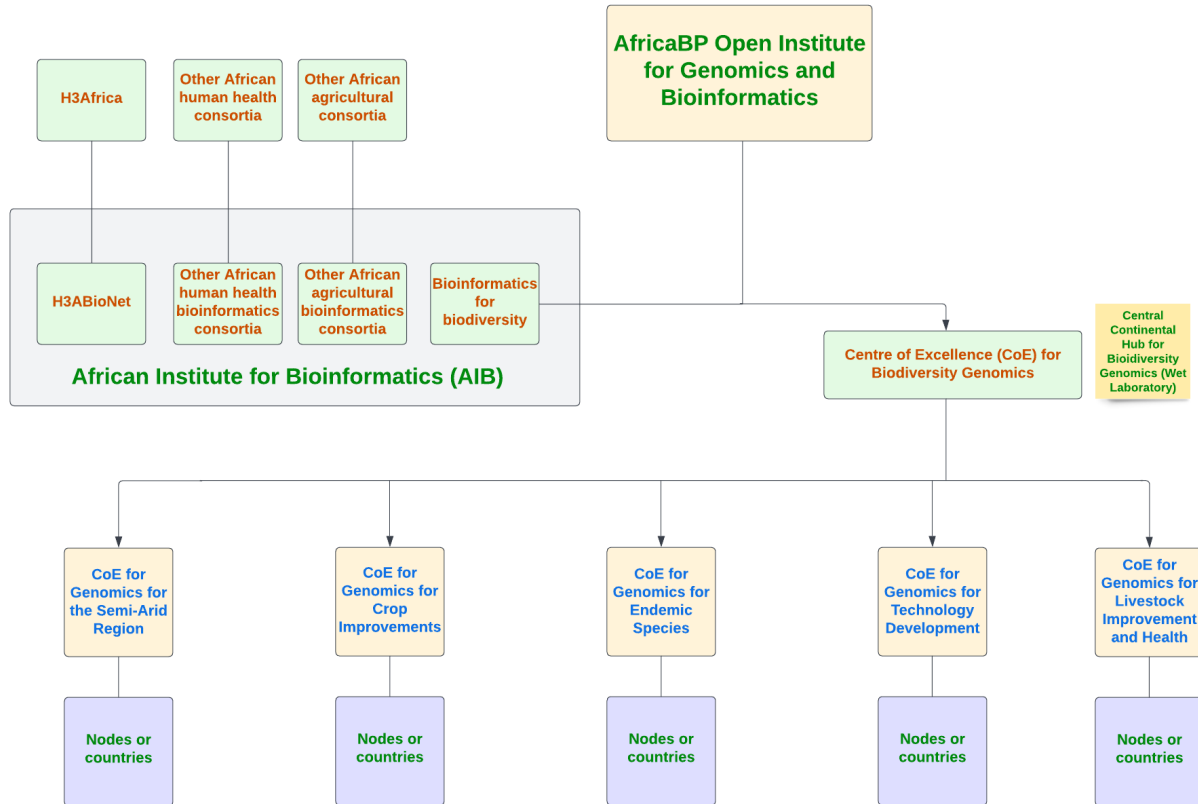 AfricaBP Open Institute
for Genomics and
Bioinformatics
H3Africa
Other African
human health
consortia
Other African
agricultural
consortia
H3ABioNet
Other African
human health
bioinformatics
consortia
Other African
agricultural
bioinformatics
consortia
Bioinformatics
for
biodiversity
African Institute for Bioinformatics (AIB)
Centre of Excellence (CoE) for
Biodiversity Genomics
Central
Continental
Hub for
Bioidiversity
Genomics (Wet
Laboratory)
CoE for
Genomics for
the Semi-Arid
Region
CoE for
Genomics for
Crop
Improvements
CoE for
Genomics for
Endemic
Species
CoE for
Genomics for
Technology
Development
CoE for
Genomics for
Livestock
Improvement
and Health
Nodes or
countries
Nodes or
countries
Nodes or
countries
Nodes or
countries
Nodes or
countries